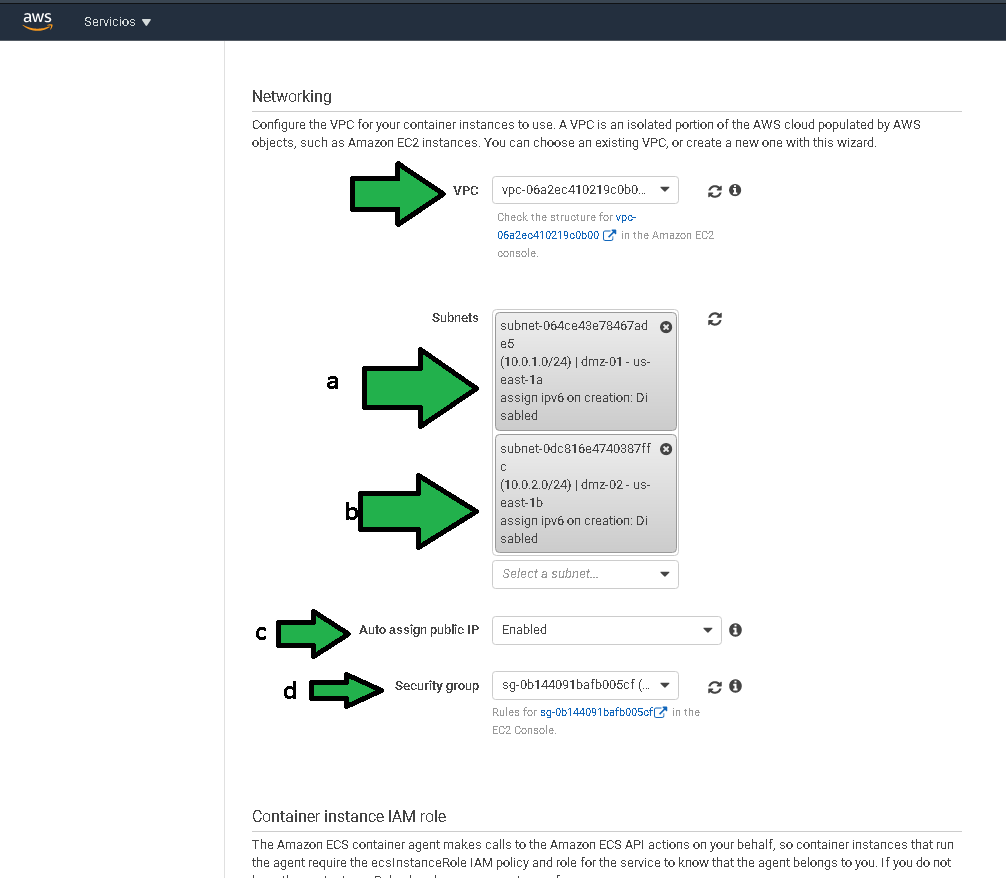 aws Servicios
Networking
Configure the VPC for your container instances to use. A VPC is an isolated portion of the AWS cloud populated by AWS
objects, such as Amazon EC2 instances. You can choose an existing VPC, or create a new one with this wizard.
VPC vpc-06a2ec410219c0b0...
Check the structure for vpc-
06a2ec410219c0b00 in the Amazon EC2
console.
Subnets
subnet-064ce43e78467ad
e5
(10.0.1.0/24) | dmz-01 - us-
east-1a
a
assign ipv6 on creation: Di
sabled
subnet-0dc816e4740387ff
c
(10.0.2.0/24) | dmz-02 - us-
east-1b
b
assign ipv6 on creation: Di
sabled
Select a subnet...
c Auto assign public IP Enabled
d Security group sg-0b144091bafb005cf (...
Rules for sg-0b144091bafb005cf in the
EC2 Console.
Container instance IAM role
The Amazon ECS container agent makes calls to the Amazon ECS API actions on your behalf, so container instances that run
the agent require the ecsInstanceRole IAM policy and role for the service to know that the agent belongs to you. If you do not